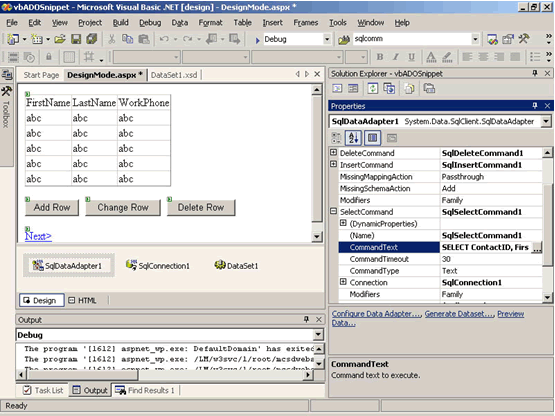 vbADOSnippet - Microsoft Visual Basic .NET [design] - DesignMode.aspx *
File Edit View Project Build Debug Data Format Table Insert Frames Tools Window Help
Debug sqlcomm
Start Page DesignMode.aspx * DataSet1.xsd
FirstName LastName WorkPhone
abc abc abc
abc abc abc
abc abc abc
abc abc abc
abc abc abc
Add Row Change Row Delete Row
Next>
SqlDataAdapter1 SqlConnection1 DataSet1
Design HTML
Output
Debug
The program '[1612] aspnet_wp.exe: DefaultDomain' has exited
The program '[1612] aspnet_wp.exe: /LM/w3svc/1/root/mcsdwebs
The program '[1612] aspnet_wp.exe: /LM/w3svc/1/root/mcsdwebs
Task List Output Find Results 1
Ready
Toolbox
Solution Explorer - vbADOSnippet
Properties
SqlDataAdapter1 System.Data.SqlClient.SqlDataAdapter
DeleteCommand SqlDeleteCommand1
InsertCommand SqlInsertCommand1
MissingMappingAction Passthrough
MissingSchemaAction Add
Modifiers Family
SelectCommand SqlSelectCommand1
(DynamicProperties)
(Name) SqlSelectCommand1
CommandText SELECT ContactID, Firs ...
CommandTimeout 30
CommandType Text
Connection SqlConnection1
Modifiers Family
Configure Data Adapter..., Generate Dataset..., Preview
Data...
CommandText
Command text to execute.